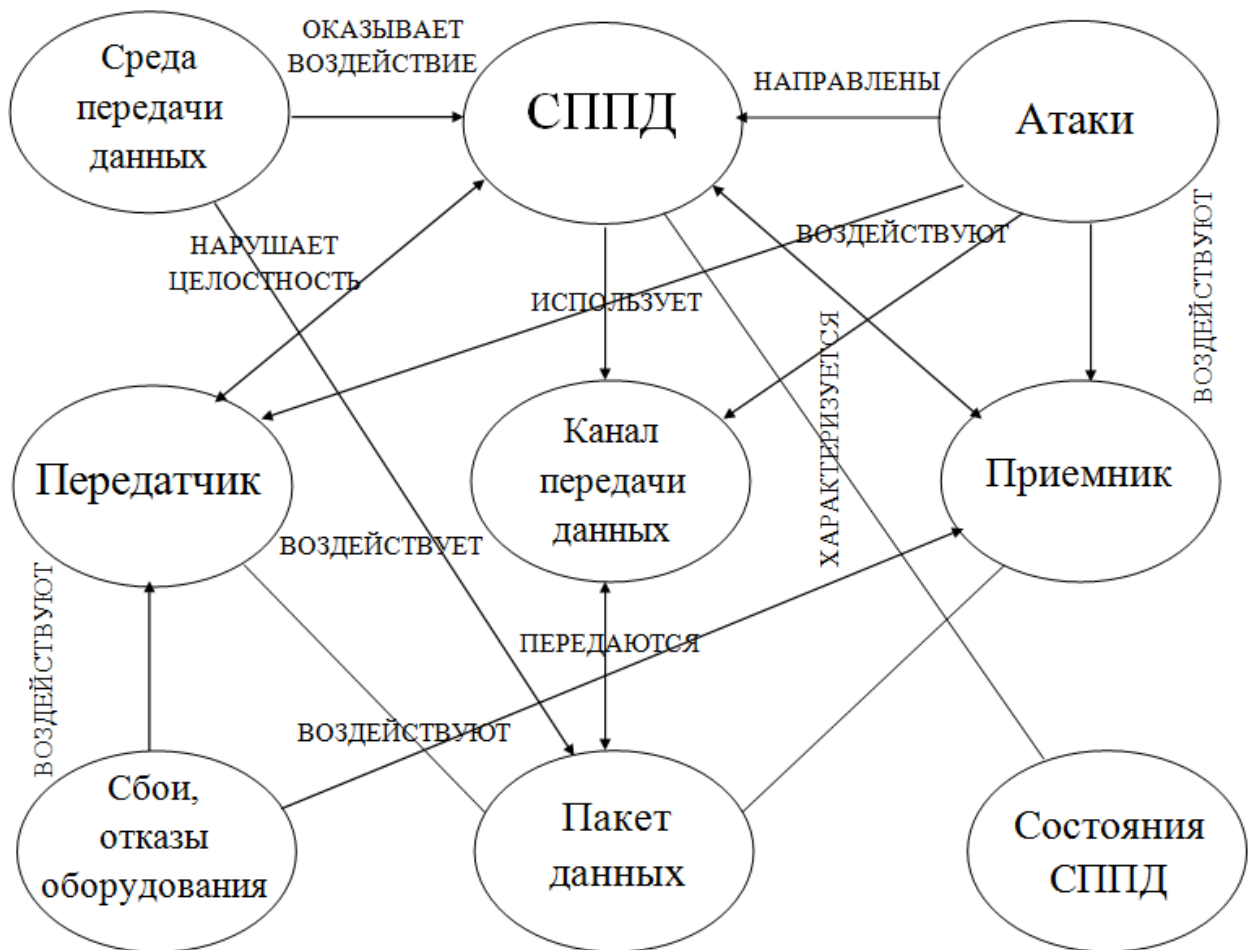 Среда
передачи
данных
ОКАЗЫВАЕТ
ВОЗДЕЙСТВИЕ
СППД
НАПРАВЛЕНЫ
Атаки
НАРУШАЕТ
ЦЕЛОСТНОСТЬ
ВОЗДЕЙСТВУЮТ
ВОЗДЕЙСТВУЮТ
ИСПОЛЬЗУЕТ
ХАРАКТЕРИЗУЕТСЯ
Передатчик
Канал
передачи
данных
Приемник
ВОЗДЕЙСТВУЕТ
ВОЗДЕЙСТВУЮТ
ПЕРЕДАЮТСЯ
ВОЗДЕЙСТВУЮТ
Сбои,
отказы
оборудования
Пакет
данных
Состояния
СППД